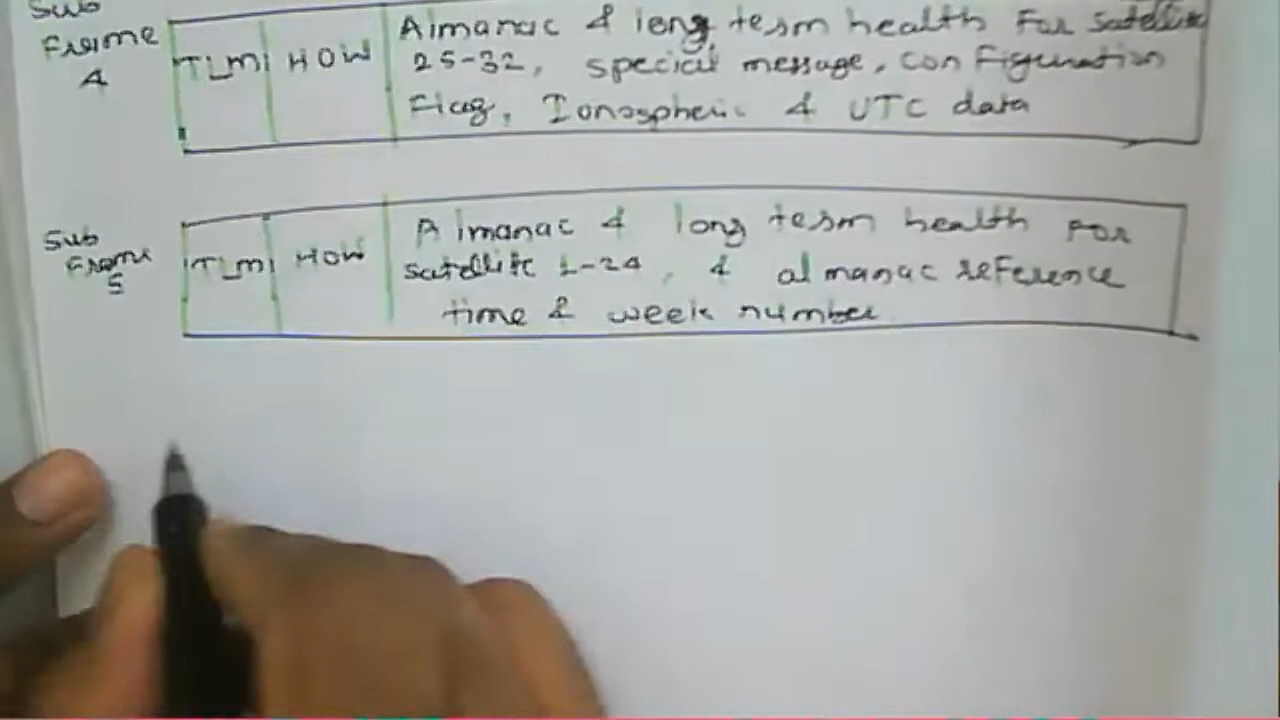 Sub
Frame
4
TLM
HOW
Almanac & long term health For satellite
25-32, special message, configuration
Flag, Ionospheric & UTC data
Sub
Frame
5
TLM
HOW
Almanac & long term health For
satellite 1-24, & almanac reference
time & week number